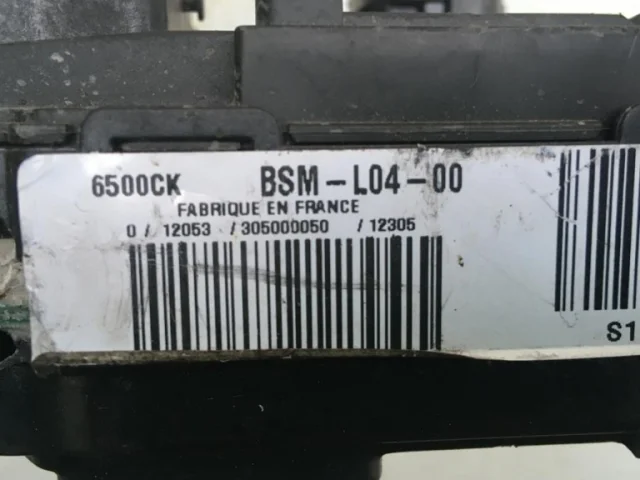 6500CK BSM-L04-00
FABRIQUE EN FRANCE
0 / 12053 / 305000050 / 12305
S1